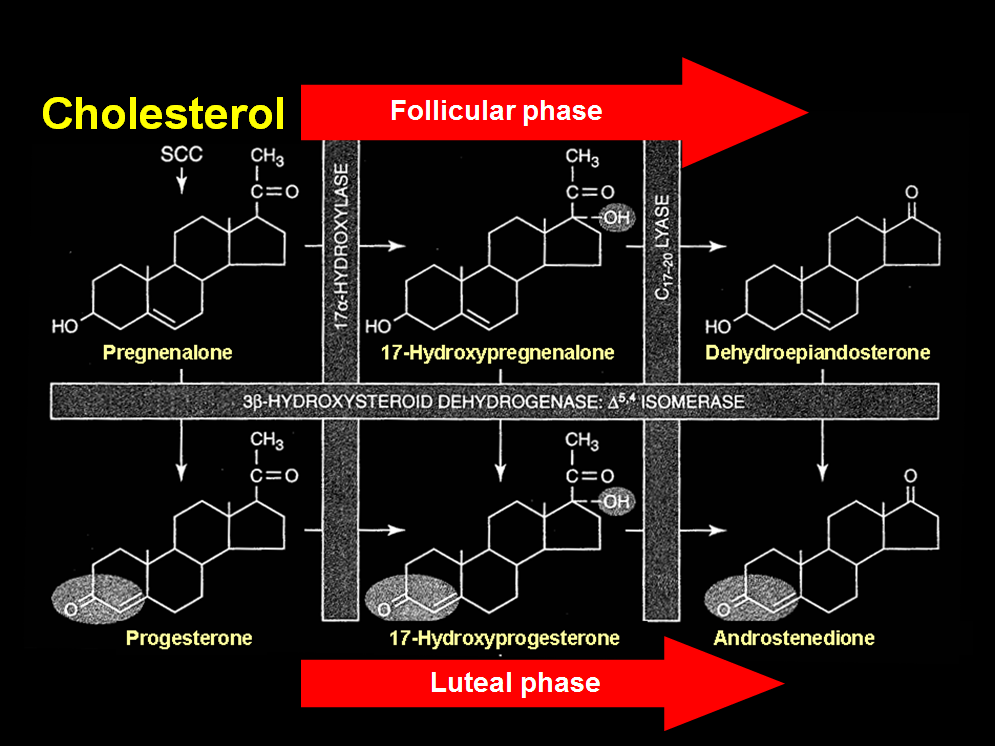 Follicular phase
Cholesterol
SCC
CH₃
C=O
HO
Pregnenalone
17α-HYDROXYLASE
CH₃
C=O
OH
HO
17-Hydroxypregnenalone
C₁₇₋₂₀ LYASE
O
HO
Dehydroepiandosterone
3β-HYDROXYSTEROID DEHYDROGENASE: Δ⁵,⁴ ISOMERASE
CH₃
C=O
O
Progesterone
CH₃
C=O
OH
O
17-Hydroxyprogesterone
O
O
Androstenedione
Luteal phase